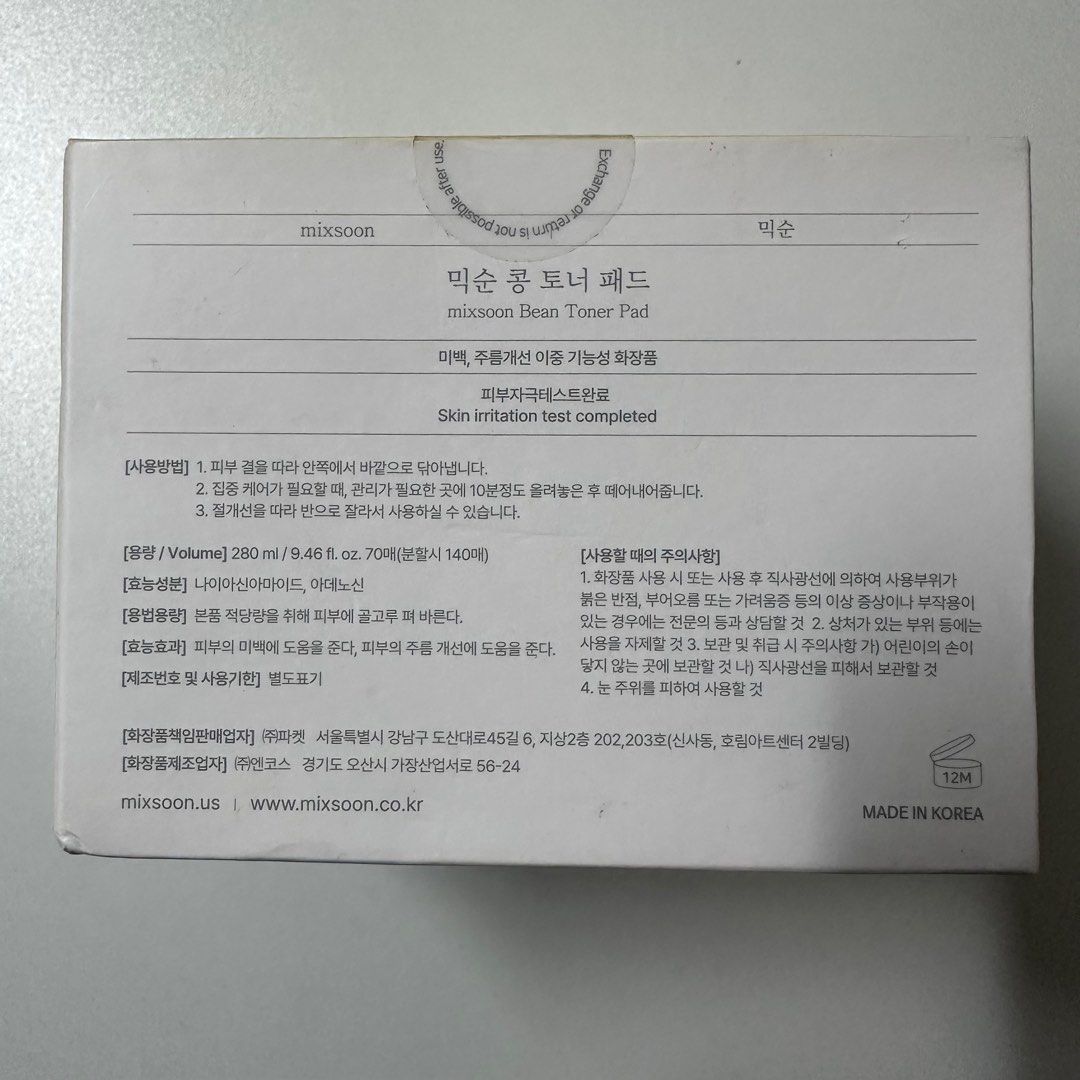 Exchange or return is not possible after use.
mixsoon 믹순
믹순 콩 토너 패드
mixsoon Bean Toner Pad
미백, 주름개선 이중 기능성 화장품
피부자극테스트완료
Skin irritation test completed
[사용방법] 1. 피부 결을 따라 안쪽에서 바깥으로 닦아냅니다.
2. 집중 케어가 필요할 때, 관리가 필요한 곳에 10분정도 올려놓은 후 떼어내어줍니다.
3. 절개선을 따라 반으로 잘라서 사용하실 수 있습니다.
[용량 / Volume] 280 ml / 9.46 fl. oz. 70매(분할시 140매)
[효능성분] 나이아신아마이드, 아데노신
[용법용량] 본품 적당량을 취해 피부에 골고루 펴 바른다.
[효능효과] 피부의 미백에 도움을 준다, 피부의 주름 개선에 도움을 준다.
[제조번호 및 사용기한] 별도표기
[사용할 때의 주의사항]
1. 화장품 사용 시 또는 사용 후 직사광선에 의하여 사용부위가
붉은 반점, 부어오름 또는 가려움증 등의 이상 증상이나 부작용이
있는 경우에는 전문의 등과 상담할 것 2. 상처가 있는 부위 등에는
사용을 자제할 것 3. 보관 및 취급 시 주의사항 가) 어린이의 손이
닿지 않는 곳에 보관할 것 나) 직사광선을 피해서 보관할 것
4. 눈 주위를 피하여 사용할 것
[화장품책임판매업자] ㈜파켓 서울특별시 강남구 도산대로45길 6, 지상2층 202,203호(신사동, 호림아트센터 2빌딩)
[화장품제조업자] ㈜엔코스 경기도 오산시 가장산업서로 56-24
mixsoon.us | www.mixsoon.co.kr
12M
MADE IN KOREA